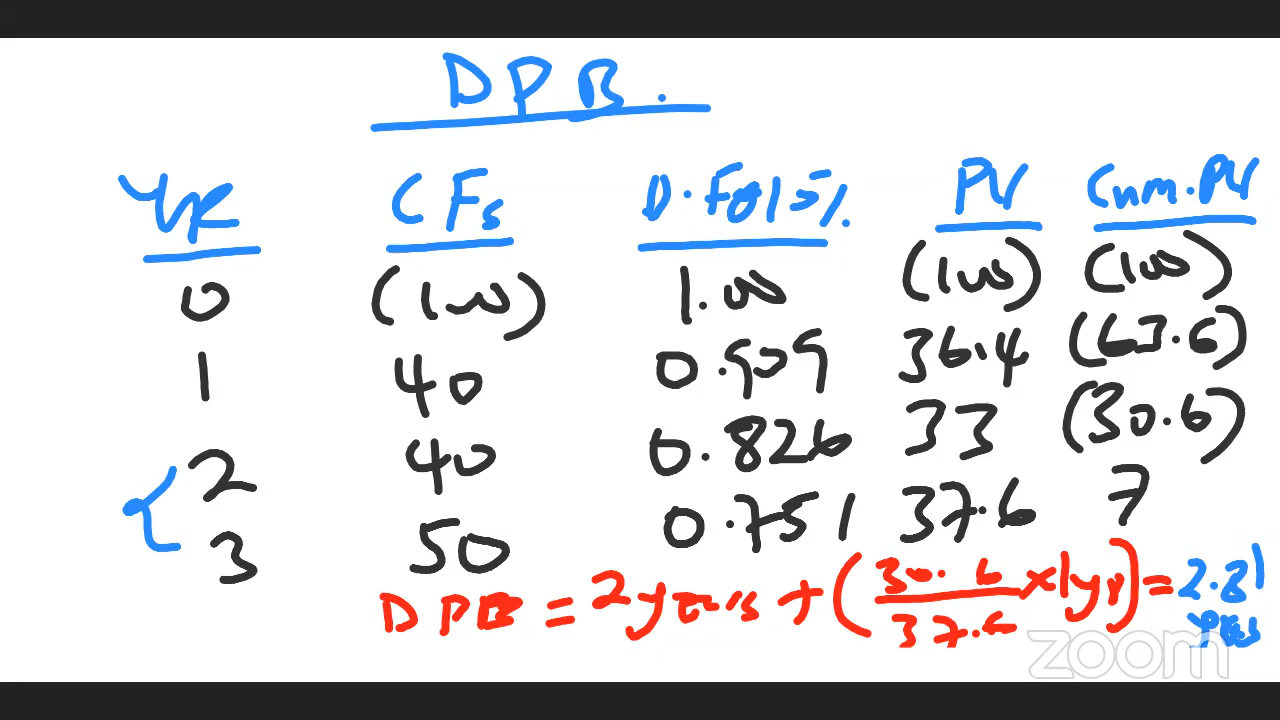 DPB.
Yr CFs D.F@15% PV Cum.PV
0 (100) 1.00 (100) (100)
1 40 0.909 36.4 (63.6)
2 40 0.826 33 (30.6)
3 50 0.751 37.6 7
DPB = 2 years + (30.6/37.6 x 1yr) = 2.81 yrs
zoom